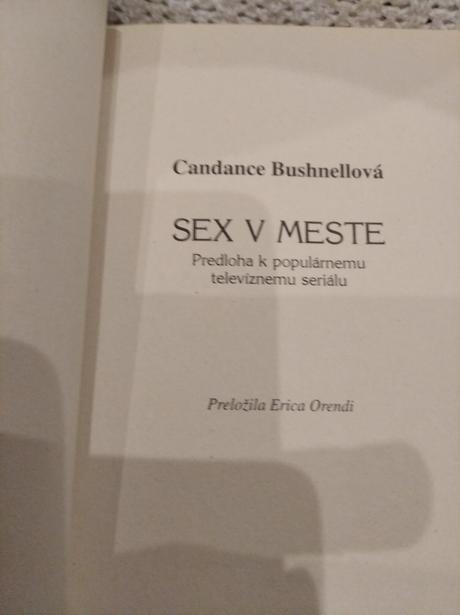 Candance Bushnellová
SEX V MESTE
Predloha k populárnemu
televíznemu seriálu
Preložila Erica Orendi